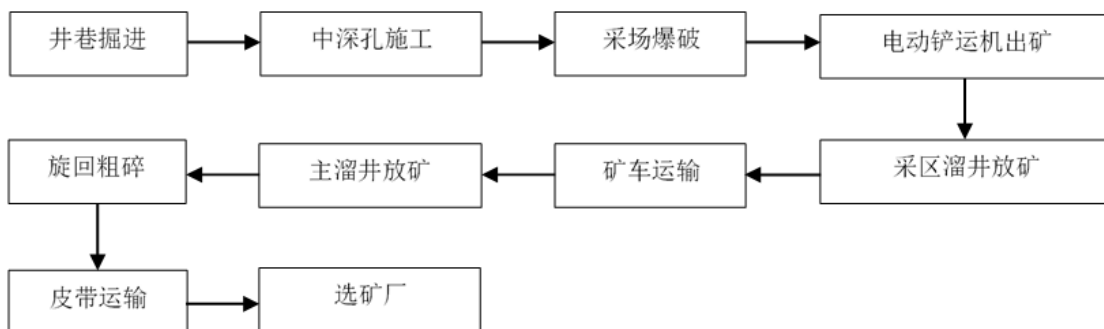 井巷掘进
中深孔施工
采场爆破
电动铲运机出矿
旋回粗碎
主溜井放矿
矿车运输
采区溜井放矿
皮带运输
选矿厂